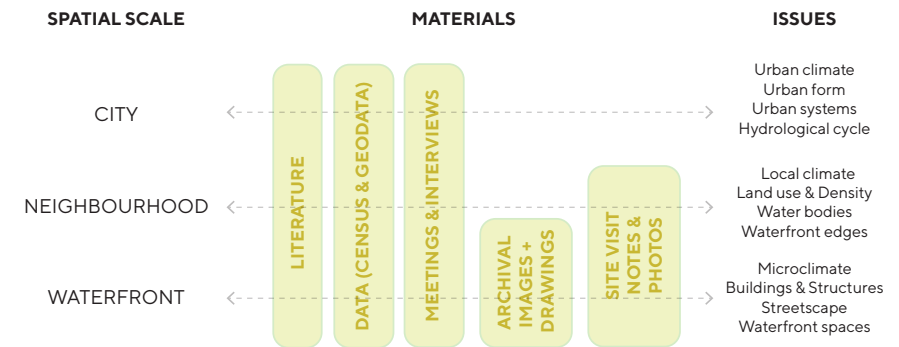 SPATIAL SCALE
MATERIALS
ISSUES
CITY
NEIGHBOURHOOD
WATERFRONT
LITERATURE
DATA (CENSUS & GEODATA)
MEETINGS & INTERVIEWS
ARCHIVAL
IMAGES +
DRAWINGS
SITE VISIT
NOTES &
PHOTOS
Urban climate
Urban form
Urban systems
Hydrological cycle
Local climate
Land use & Density
Water bodies
Waterfront edges
Microclimate
Buildings & Structures
Streetscape
Waterfront spaces